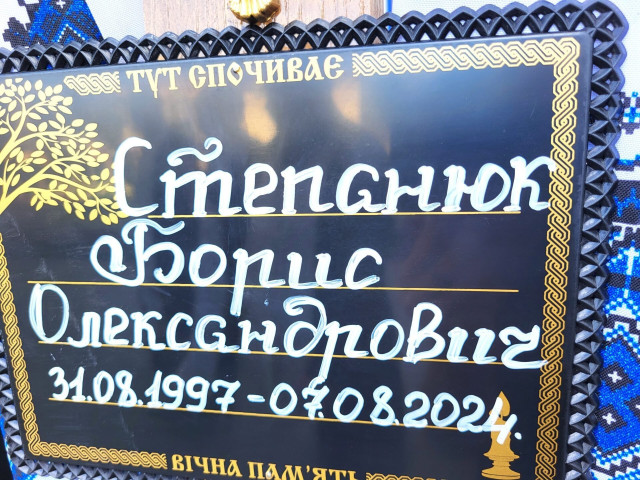 ТУТ СПОЧИВАЄ
Степанюк
Борис
Олександрович
31.08.1997-07.08.2024.
ВІЧНА ПАМ'ЯТЬ